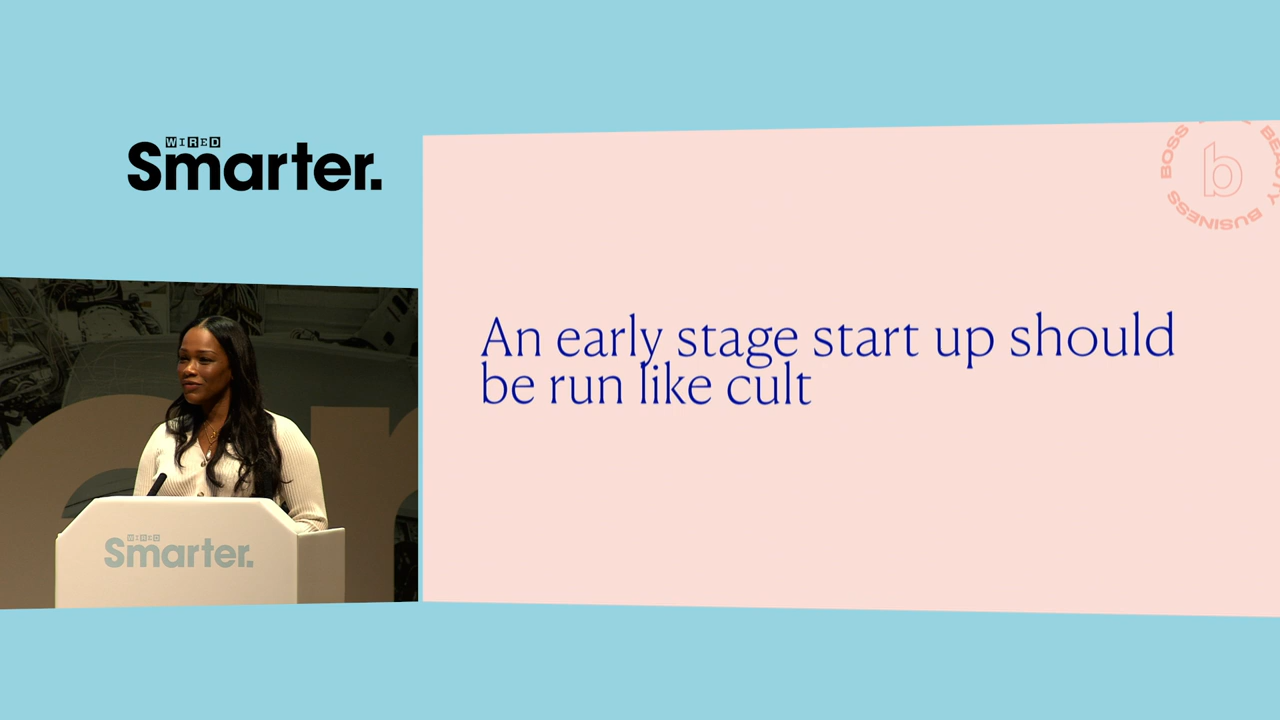 WIRED
Smarter.
BOSS BEAUTY BUSINESS
b
An early stage start up should
be run like cult
WIRED
Smarter.